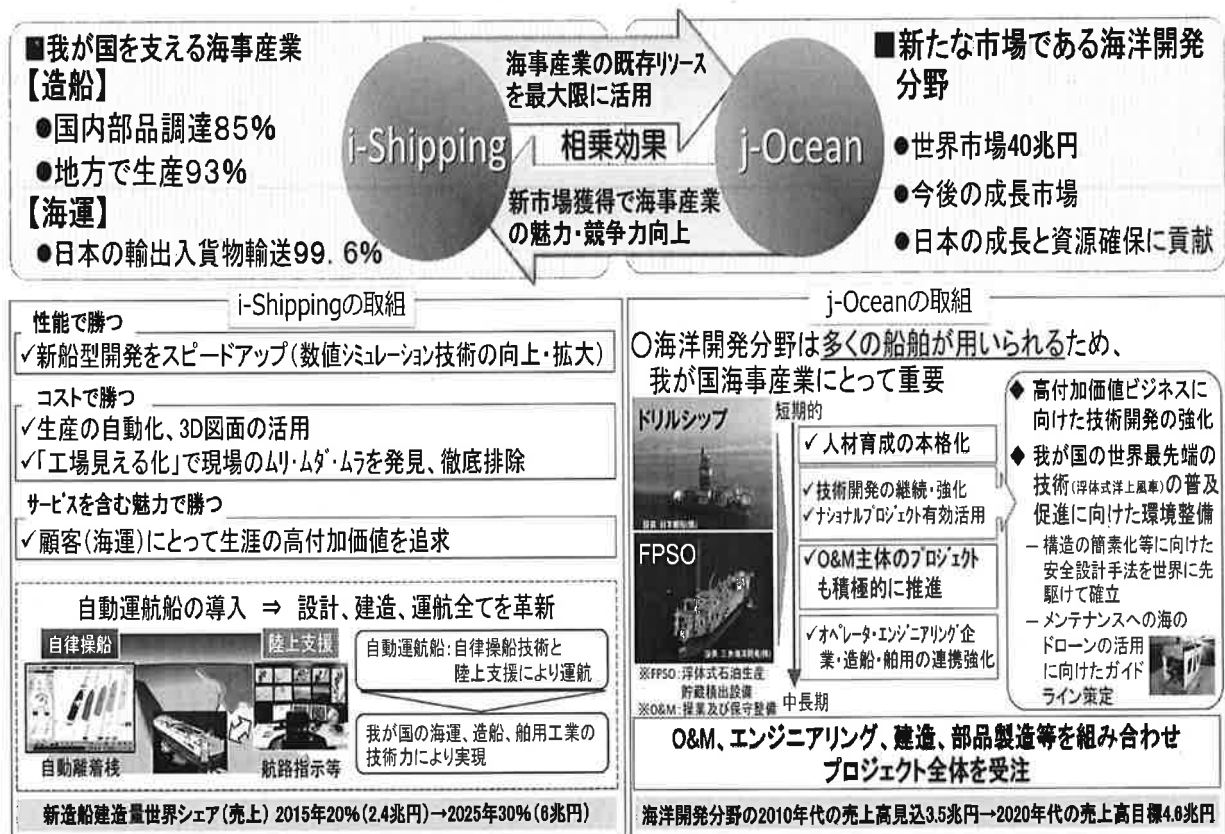 ■我が国を支える海事産業
【造船】
●国内部品調達85%
●地方で生産93%
【海運】
●日本の輸出入貨物輸送99.6%
i-Shipping
海事産業の既存リソース
を最大限に活用
相乗効果
新市場獲得で海事産業
の魅力・競争力向上
j-Ocean
■新たな市場である海洋開発
分野
●世界市場40兆円
●今後の成長市場
●日本の成長と資源確保に貢献
i-Shippingの取組
性能で勝つ
✓新船型開発をスピードアップ(数値シミュレーション技術の向上・拡大)
コストで勝つ
✓生産の自動化、3D図面の活用
✓「工場見える化」で現場のムリ・ムダ・ムラを発見、徹底排除
サービスを含む魅力で勝つ
✓顧客(海運)にとって生涯の高付加価値を追求
自動運航船の導入 ⇒ 設計、建造、運航全てを革新
自律操船
陸上支援
自動離着桟
航路指示等
自動運航船:自律操船技術と
陸上支援により運航
我が国の海運、造船、舶用工業の
技術力により実現
新造船建造量世界シェア(売上) 2015年20%(2.4兆円)→2025年30%(6兆円)
j-Oceanの取組
〇海洋開発分野は多くの船舶が用いられるため、
我が国海事産業にとって重要
ドリルシップ
提供:日本郵船(株)
FPSO
提供:三井海洋開発(株)
※FPSO:浮体式石油生産
貯蔵積出設備
※O&M:操業及び保守整備
短期的
中長期
✓人材育成の本格化
✓技術開発の継続・強化
✓ナショナルプロジェクト有効活用
✓O&M主体のプロジェクト
も積極的に推進
✓オペレータ・エンジニアリング企
業・造船・舶用の連携強化
◆ 高付加価値ビジネスに
向けた技術開発の強化
◆ 我が国の世界最先端の
技術(浮体式洋上風車)の普及
促進に向けた環境整備
– 構造の簡素化等に向けた
安全設計手法を世界に先
駆けて確立
– メンテナンスへの海の
ドローンの活用
に向けたガイド
ライン策定
O&M、エンジニアリング、建造、部品製造等を組み合わせ
プロジェクト全体を受注
海洋開発分野の2010年代の売上高見込3.5兆円→2020年代の売上高目標4.6兆円